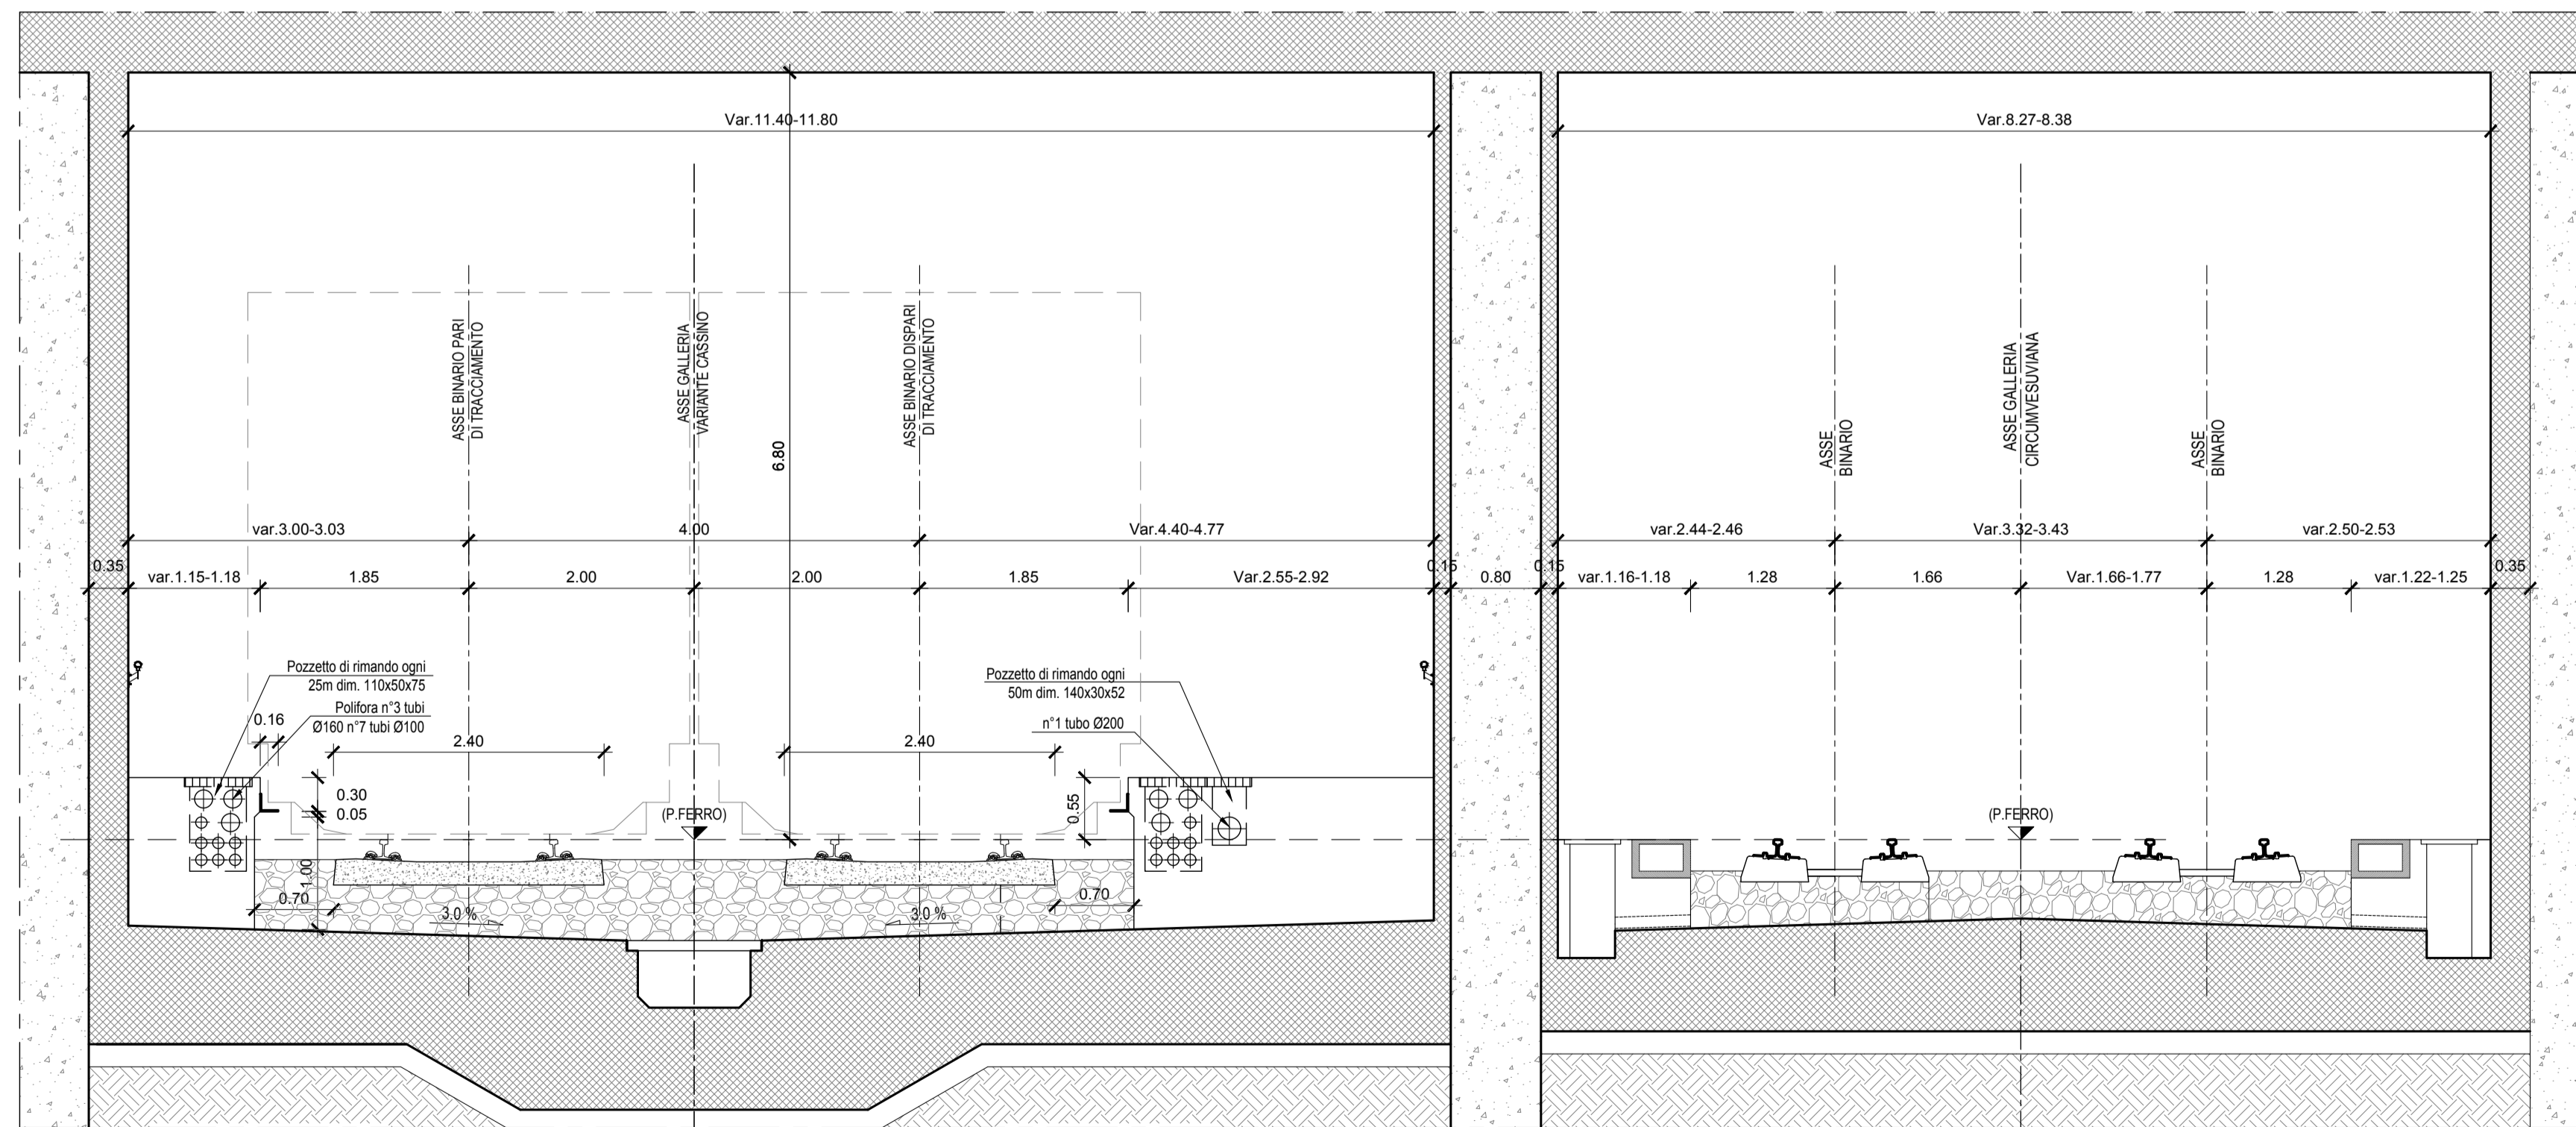 Var.11.40-11.80
Var.8.27-8.38
ASSE BINARIO PARI
DI TRACCIAMENTO
ASSE GALLERIA
VARIANTE CASSINO
ASSE BINARIO DISPARI
DI TRACCIAMENTO
6.80
ASSE
BINARIO
ASSE GALLERIA
CIRCUMVESUVIANA
ASSE
BINARIO
var.3.00-3.03
4.00
Var.4.40-4.77
var.2.44-2.46
Var.3.32-3.43
var.2.50-2.53
0.35
var.1.15-1.18
1.85
2.00
2.00
1.85
Var.2.55-2.92
0.15
0.80
0.15
var.1.16-1.18
1.28
1.66
Var.1.66-1.77
1.28
var.1.22-1.25
0.35
Pozzetto di rimando ogni
25m dim. 110x50x75
Polifora n°3 tubi
Ø160 n°7 tubi Ø100
0.16
2.40
2.40
Pozzetto di rimando ogni
50m dim. 140x30x52
n°1 tubo Ø200
0.30
0.05
0.55
(P.FERRO)
(P.FERRO)
1.00
0.70
3.0 %
3.0 %
0.70